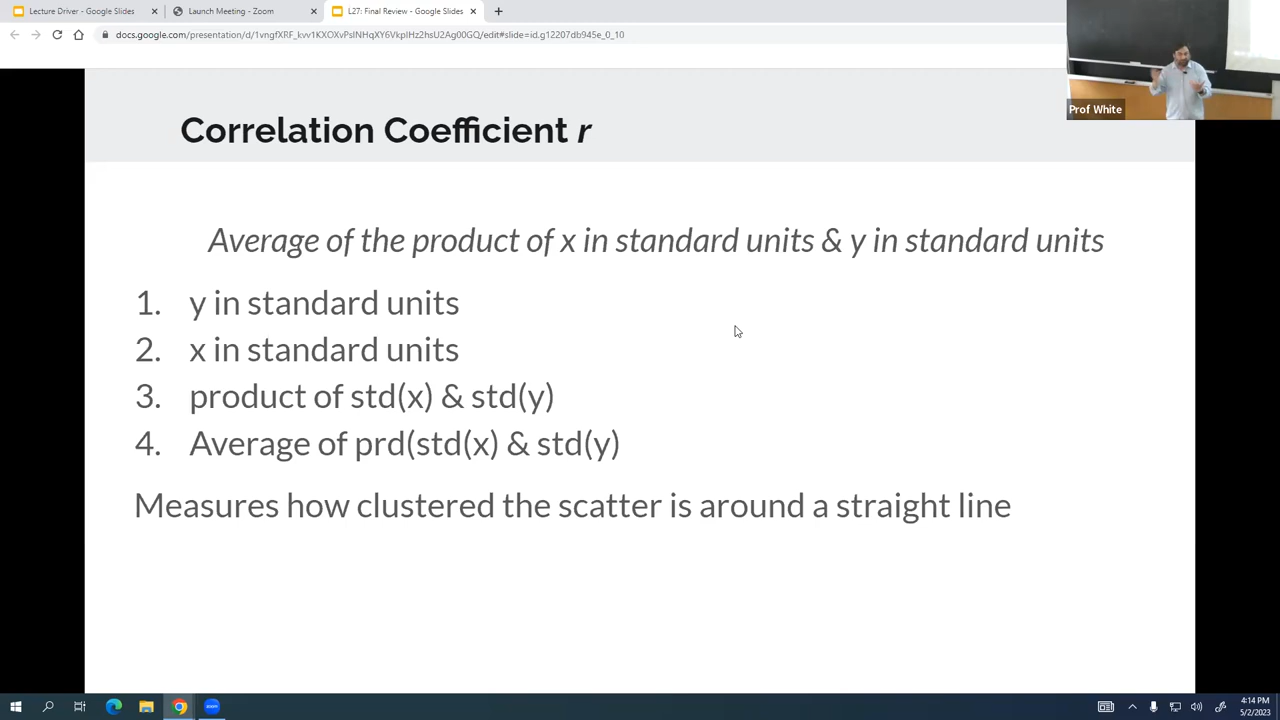 Lecture Driver - Google Slides
Launch Meeting - Zoom
L27: Final Review - Google Slides
docs.google.com/presentation/d/1vngfXRF_kvv1KXOXvPsINHqXY6VkpIHz2hsU2Ag00GQ/edit#slide=id.g12207db945e_0_10
Prof White
Correlation Coefficient r
Average of the product of x in standard units & y in standard units
1. y in standard units
2. x in standard units
3. product of std(x) & std(y)
4. Average of prd(std(x) & std(y)
Measures how clustered the scatter is around a straight line
4:14 PM
5/2/2023